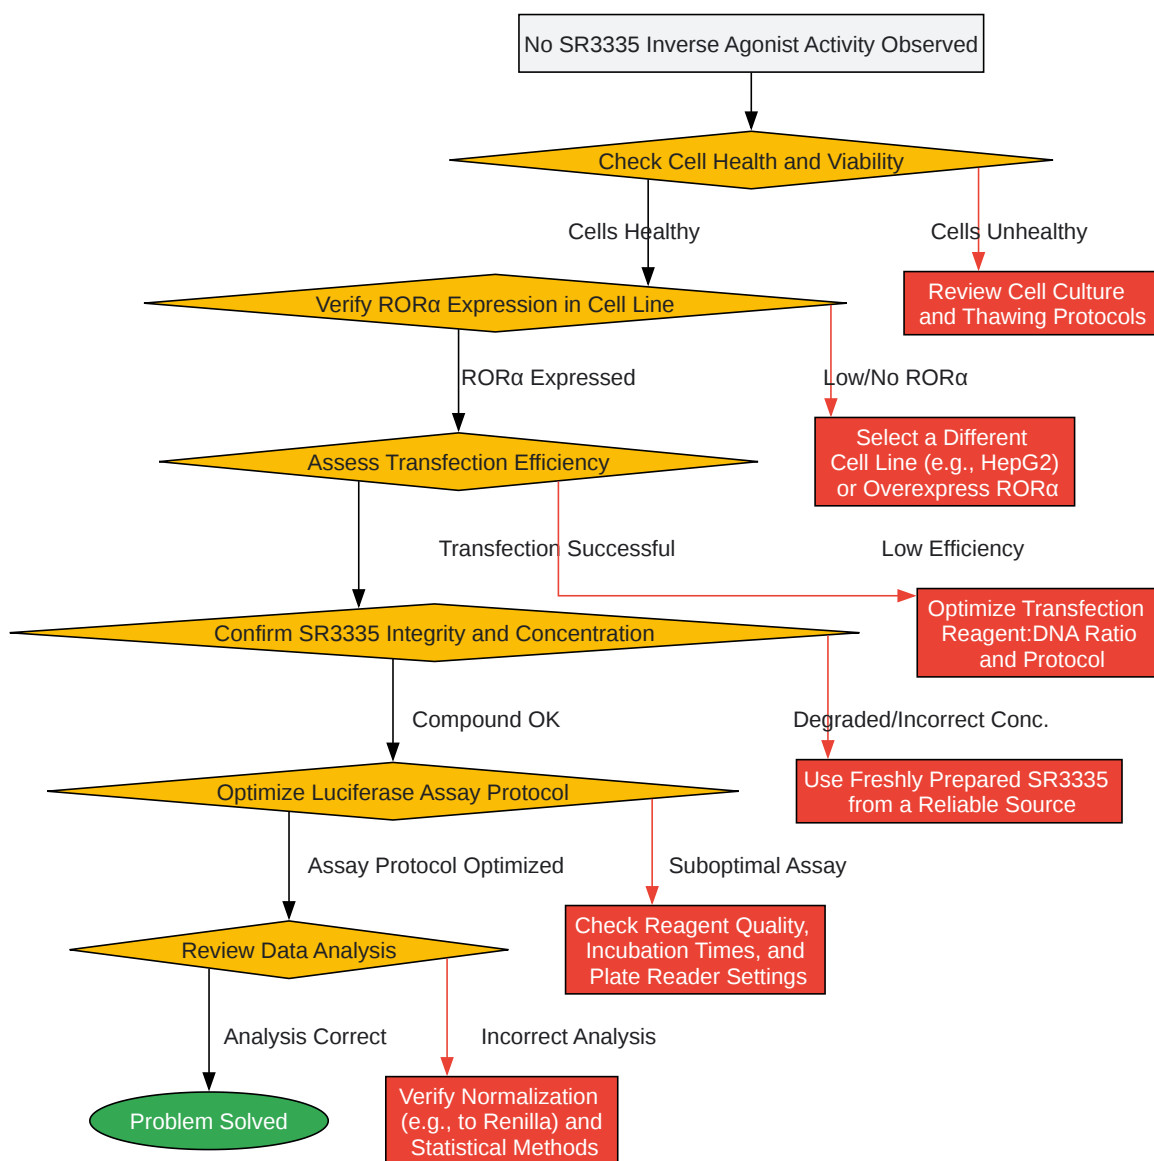 No SR3335 Inverse Agonist Activity Observed
Check Cell Health and Viability
Cells Healthy
Cells Unhealthy
Verify RORα Expression in Cell Line
Review Cell Culture
and Thawing Protocols
RORα Expressed
Low/No RORα
Assess Transfection Efficiency
Select a Different
Cell Line (e.g., HepG2)
or Overexpress RORα
Transfection Successful
Low Efficiency
Confirm SR3335 Integrity and Concentration
Optimize Transfection
Reagent:DNA Ratio
and Protocol
Compound OK
Degraded/Incorrect Conc.
Optimize Luciferase Assay Protocol
Use Freshly Prepared SR3335
from a Reliable Source
Assay Protocol Optimized
Suboptimal Assay
Review Data Analysis
Check Reagent Quality,
Incubation Times, and
Plate Reader Settings
Analysis Correct
Incorrect Analysis
Problem Solved
Verify Normalization
(e.g., to Renilla) and
Statistical Methods